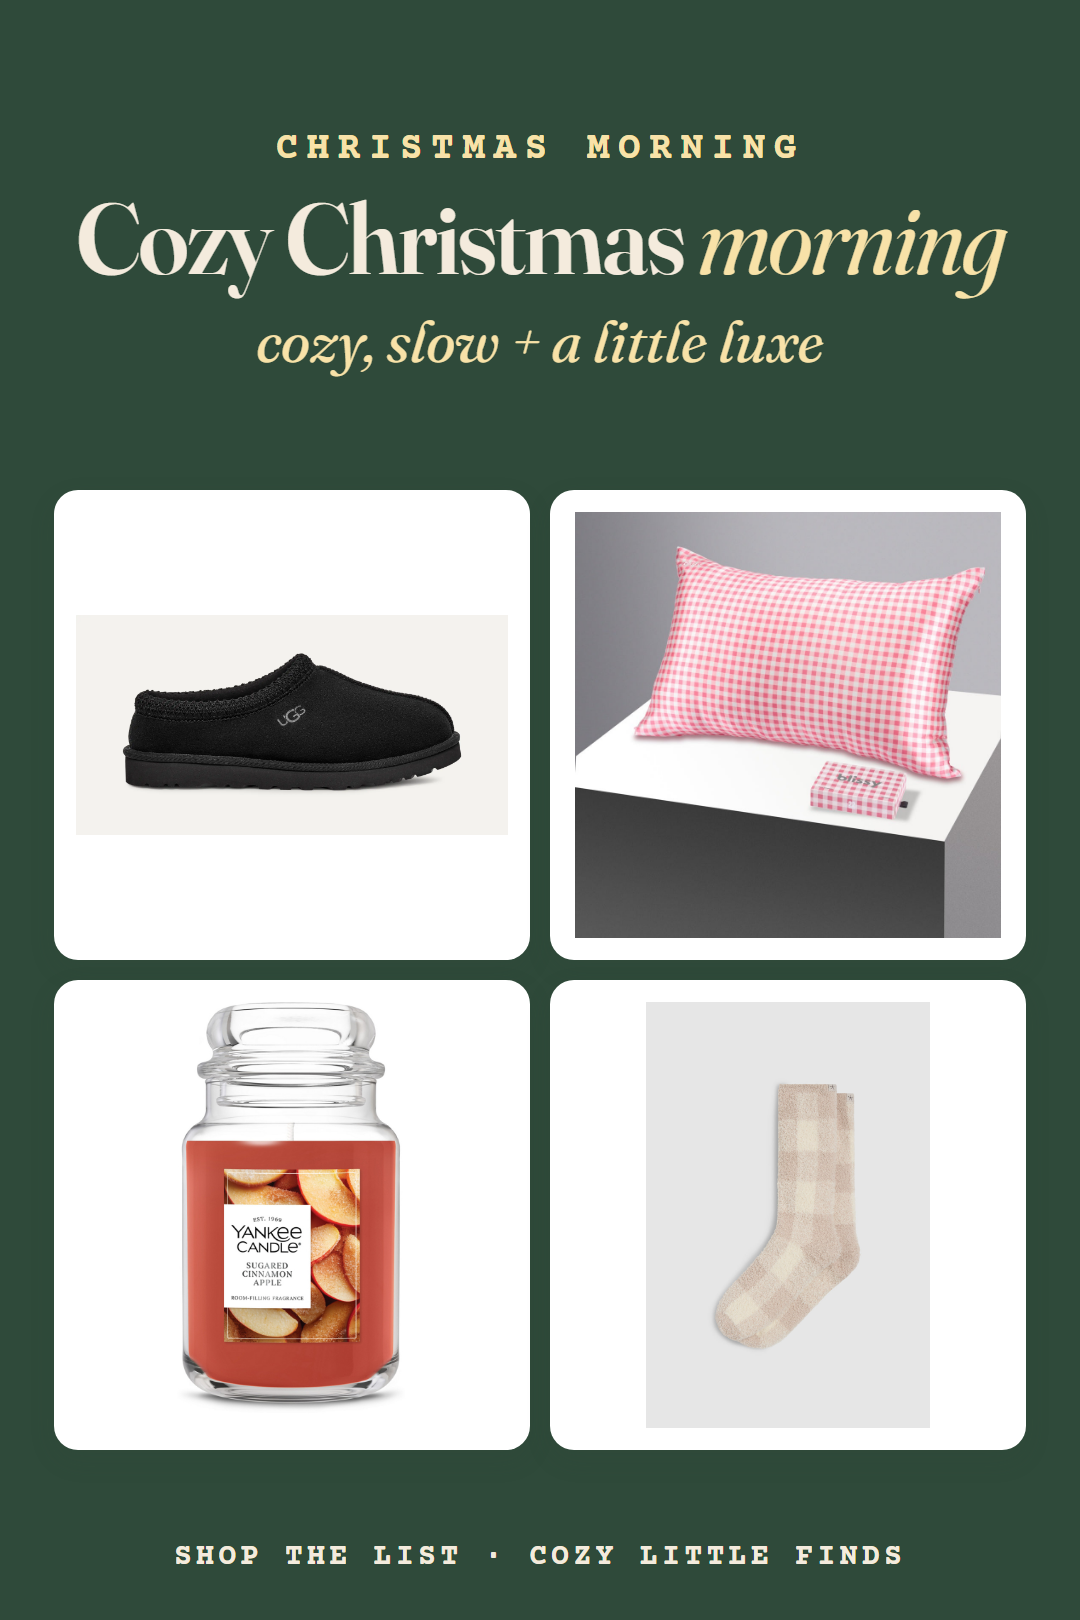 CHRISTMAS MORNING
Cozy Christmas morning
cozy, slow + a little luxe
UGG
blissy
EST. 1969
YANKEE
CANDLE®
SUGARED
CINNAMON
APPLE
ROOM-FILLING FRAGRANCE
SHOP THE LIST · COZY LITTLE FINDS